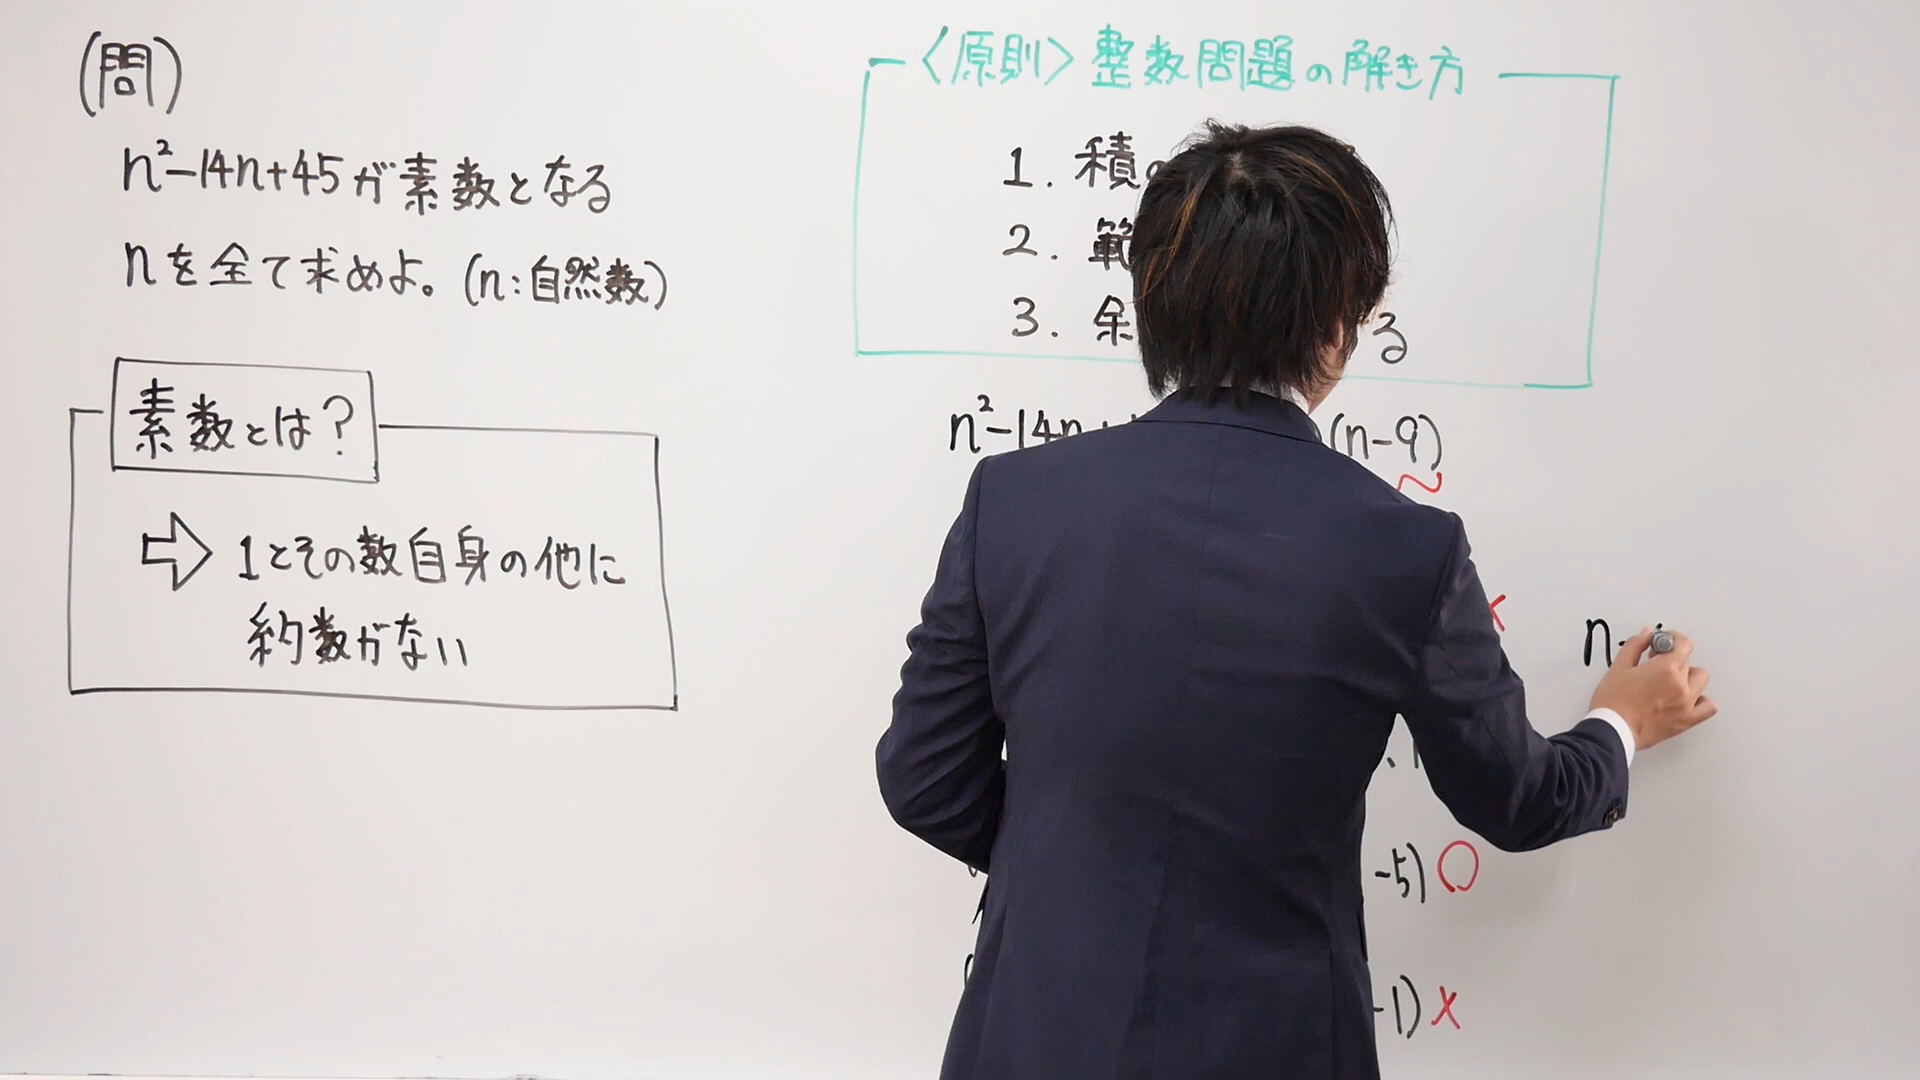 (問)
n²-14n+45が素数となる
nを全て求めよ。(n:自然数)
素数とは？
⇨ 1とその数自身の他に
約数がない
〈原則〉整数問題の解き方
1. 積
2. 範
3. 余 る
n²-14n (n-9)
×
n-
-5) ○
-1) ×